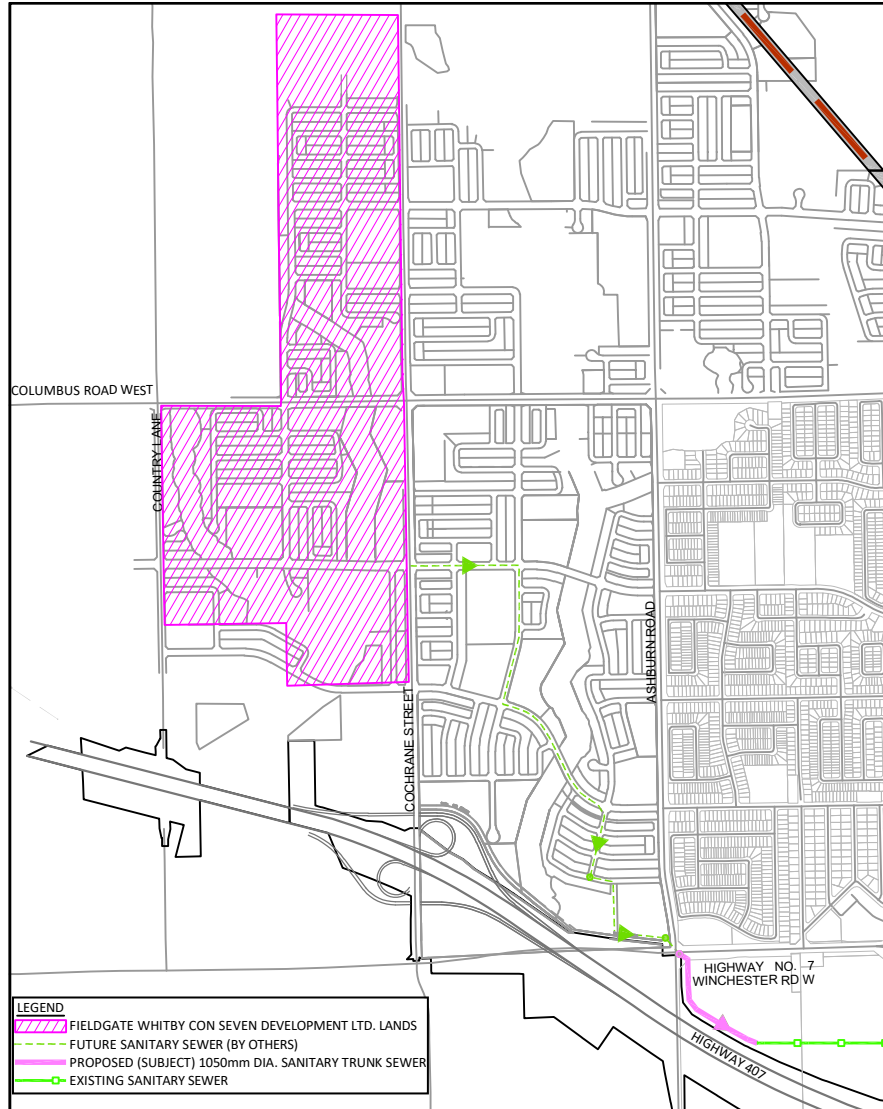 COLUMBUS ROAD WEST
COUNTRY LANE
ASHBURN ROAD
COCHRANE STREET
HIGHWAY NO. 7
WINCHESTER RD W
HIGHWAY 407
LEGEND
FIELDGATE WHITBY CON SEVEN DEVELOPMENT LTD. LANDS
FUTURE SANITARY SEWER (BY OTHERS)
PROPOSED (SUBJECT) 1050mm DIA. SANITARY TRUNK SEWER
EXISTING SANITARY SEWER